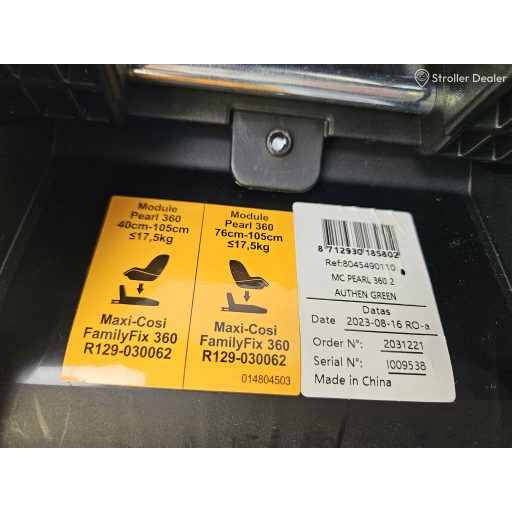 Stroller Dealer
Module
Pearl 360
40cm-105cm
≤17,5kg
Maxi-Cosi
FamilyFix 360
R129-030062
Module
Pearl 360
76cm-105cm
≤17,5kg
Maxi-Cosi
FamilyFix 360
R129-030062
014804503
8 712930 185802
Ref:8045490110
MC PEARL 360 2
AUTHEN GREEN
Datas
Date 2023-08-16 RO-a
Order N°: 2031221
Serial N°: I009538
Made in China